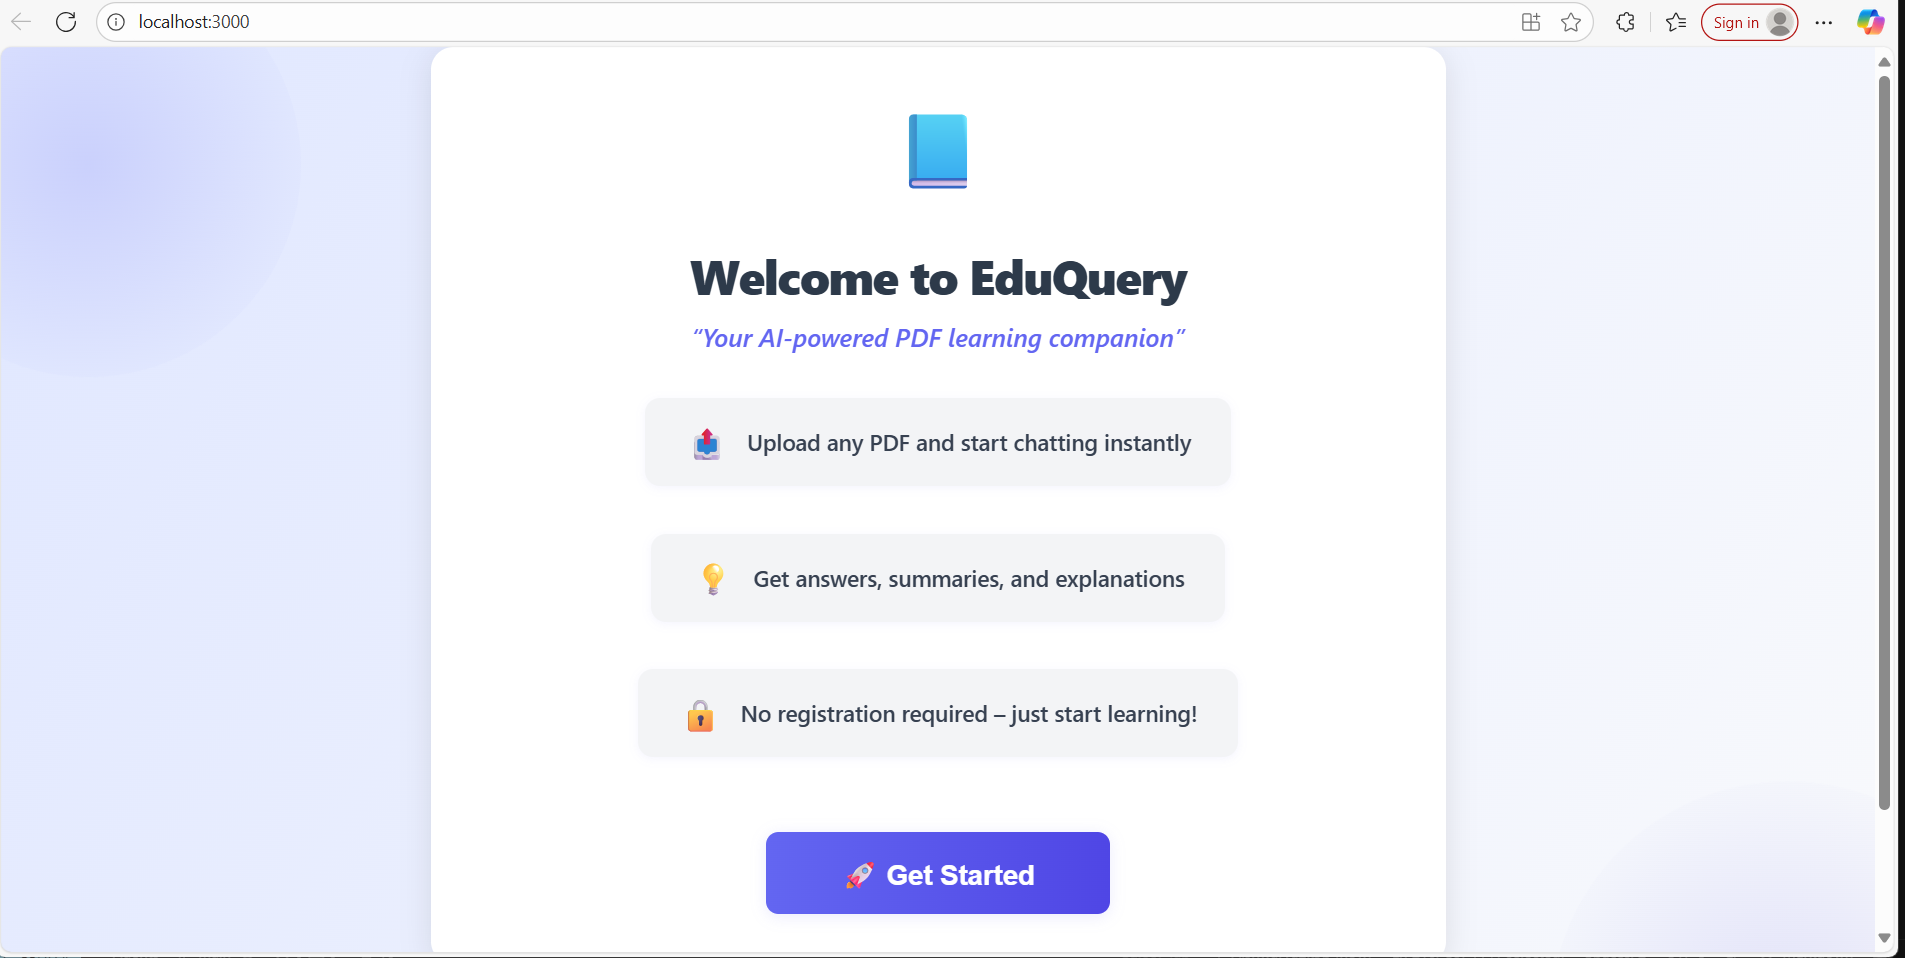 localhost:3000
Sign in
Welcome to EduQuery
“Your AI-powered PDF learning companion”
Upload any PDF and start chatting instantly
Get answers, summaries, and explanations
No registration required – just start learning!
🚀 Get Started